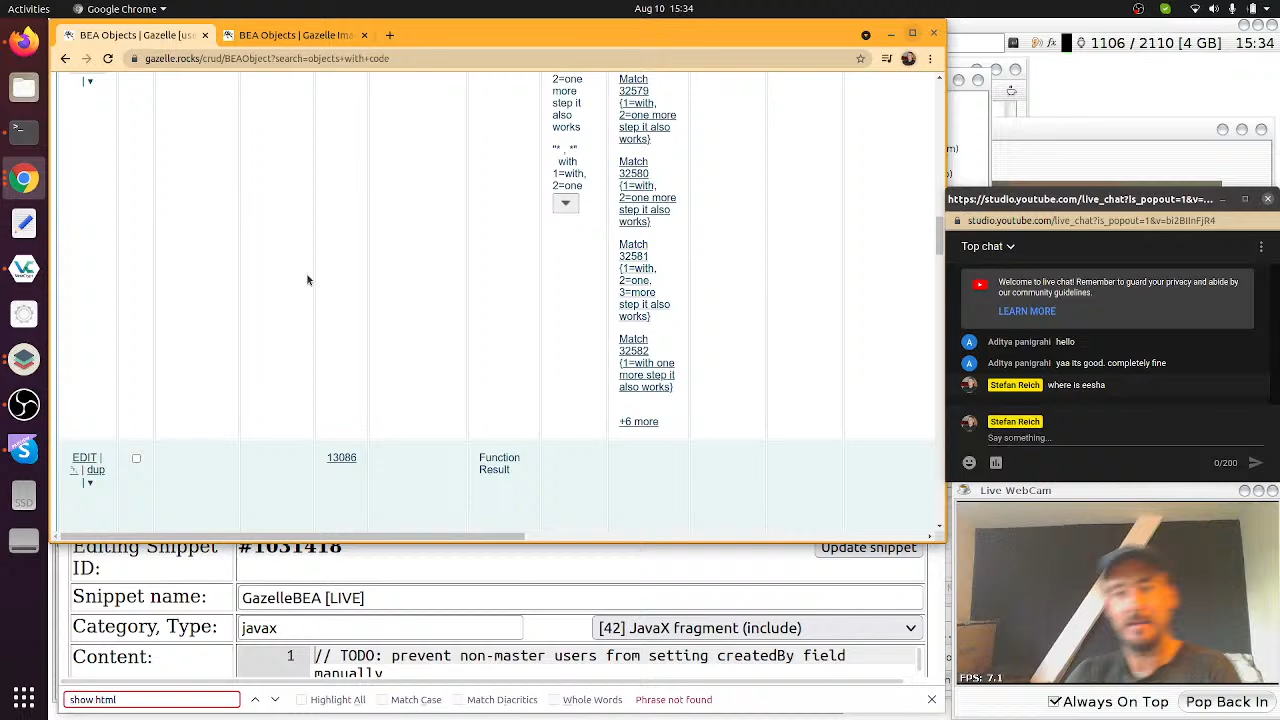 Activities
Google Chrome
Aug 10 15:34
1106 / 2110 [4 GB]
15:34
BEA Objects | Gazelle [us
BEA Objects | Gazelle Ima
gazelle.rocks/crud/BEAObject?search=objects+with+code
| ▾
2=one
more
step it
also
works
"* , *"
with
1=with,
2=one
Match
32579
{1=with,
2=one more
step it also
works}
Match
32580
{1=with,
2=one more
step it also
works}
Match
32581
{1=with,
2=one,
3=more
step it also
works}
Match
32582
{1=with one
more step it
also works}
+6 more
EDIT |
| dup
| ▾
13086
Function
Result
Editing Snippet
ID:
#1031418
Update snippet
Snippet name:
GazelleBEA [LIVE]
Category, Type:
javax
[42] JavaX fragment (include)
Content:
1
// TODO: prevent non-master users from setting createdBy field
manually
show html
Highlight All
Match Case
Match Diacritics
Whole Words
Phrase not found
https://studio.youtube.com/live_chat?is_popout=1&v=...
studio.youtube.com/live_chat?is_popout=1&v=bi2BIInFjR4
Top chat
Welcome to live chat! Remember to guard your privacy and abide by
our community guidelines.
LEARN MORE
A Aditya panigrahi hello
A Aditya panigrahi yaa its good, completely fine
Stefan Reich where is eesha
Stefan Reich
Say something...
0/200
Live WebCam
FPS: 7.1
Always On Top
Pop Back In
SSD